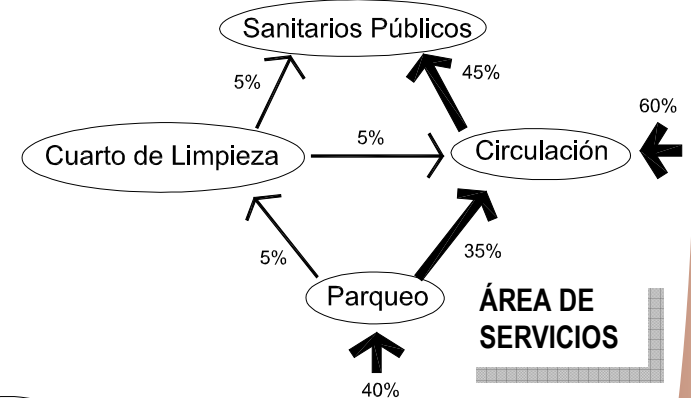 Sanitarios Públicos
5%
45%
60%
Cuarto de Limpieza
5%
Circulación
5%
35%
Parqueo
ÁREA DE
SERVICIOS
40%